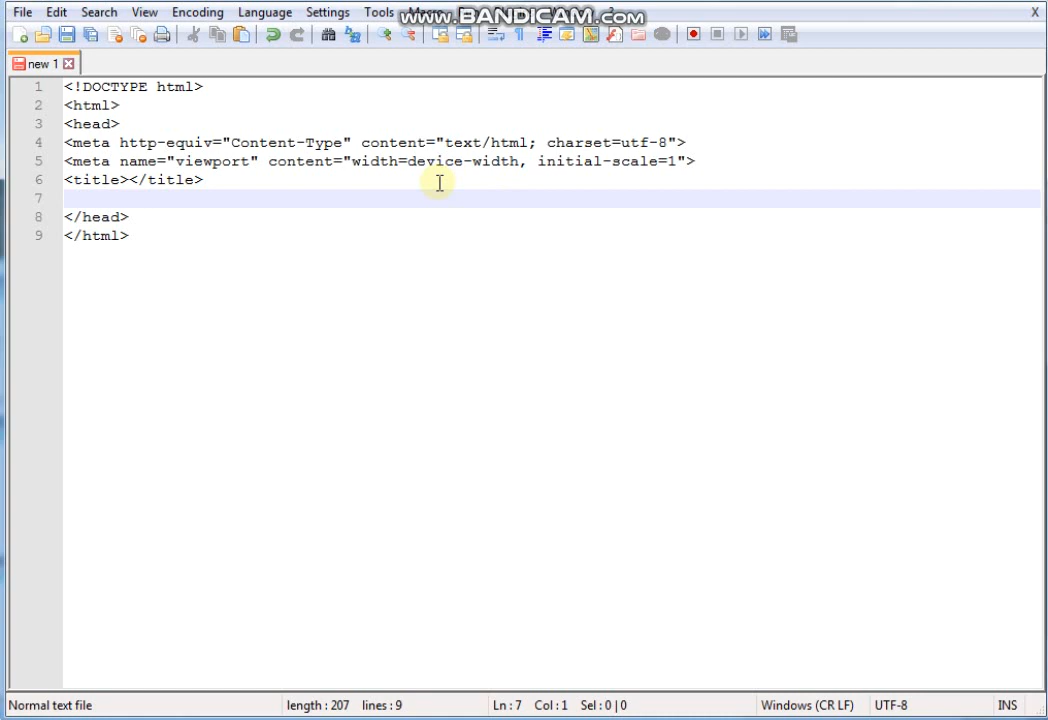 File Edit Search View Encoding Language Settings Tools X
www.BANDICAM.com
new 1
1 <!DOCTYPE html>
2 <html>
3 <head>
4 <meta http-equiv="Content-Type" content="text/html; charset=utf-8">
5 <meta name="viewport" content="width=device-width, initial-scale=1">
6 <title></title>
7
8 </head>
9 </html>
Normal text file length : 207 lines : 9 Ln : 7 Col : 1 Sel : 0 | 0 Windows (CR LF) UTF-8 INS